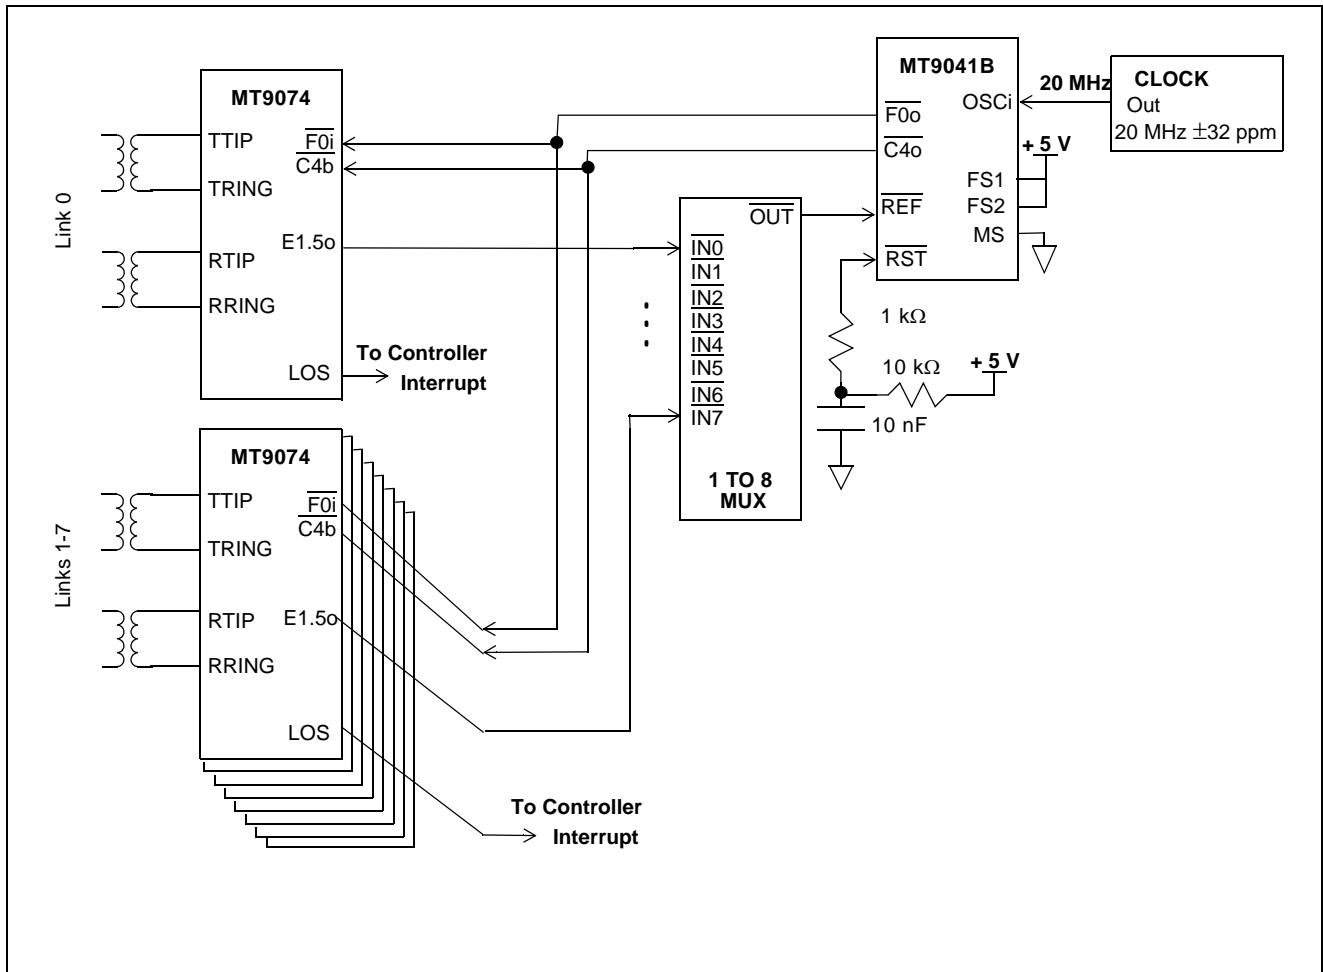 MT9074
TTIP
TRING
RTIP
RRING
F0i
C4b
E1.5o
LOS
Link 0
To Controller
Interrupt
MT9074
TTIP
TRING
RTIP
RRING
F0i
C4b
E1.5o
LOS
Links 1-7
To Controller
Interrupt
OUT
IN0
IN1
IN2
IN3
IN4
IN5
IN6
IN7
1 TO 8
MUX
MT9041B
F0o
C4o
REF
RST
OSCi
FS1
FS2
MS
20 MHz
CLOCK
Out
20 MHz ±32 ppm
+ 5 V
1 kΩ
10 kΩ
+ 5 V
10 nF